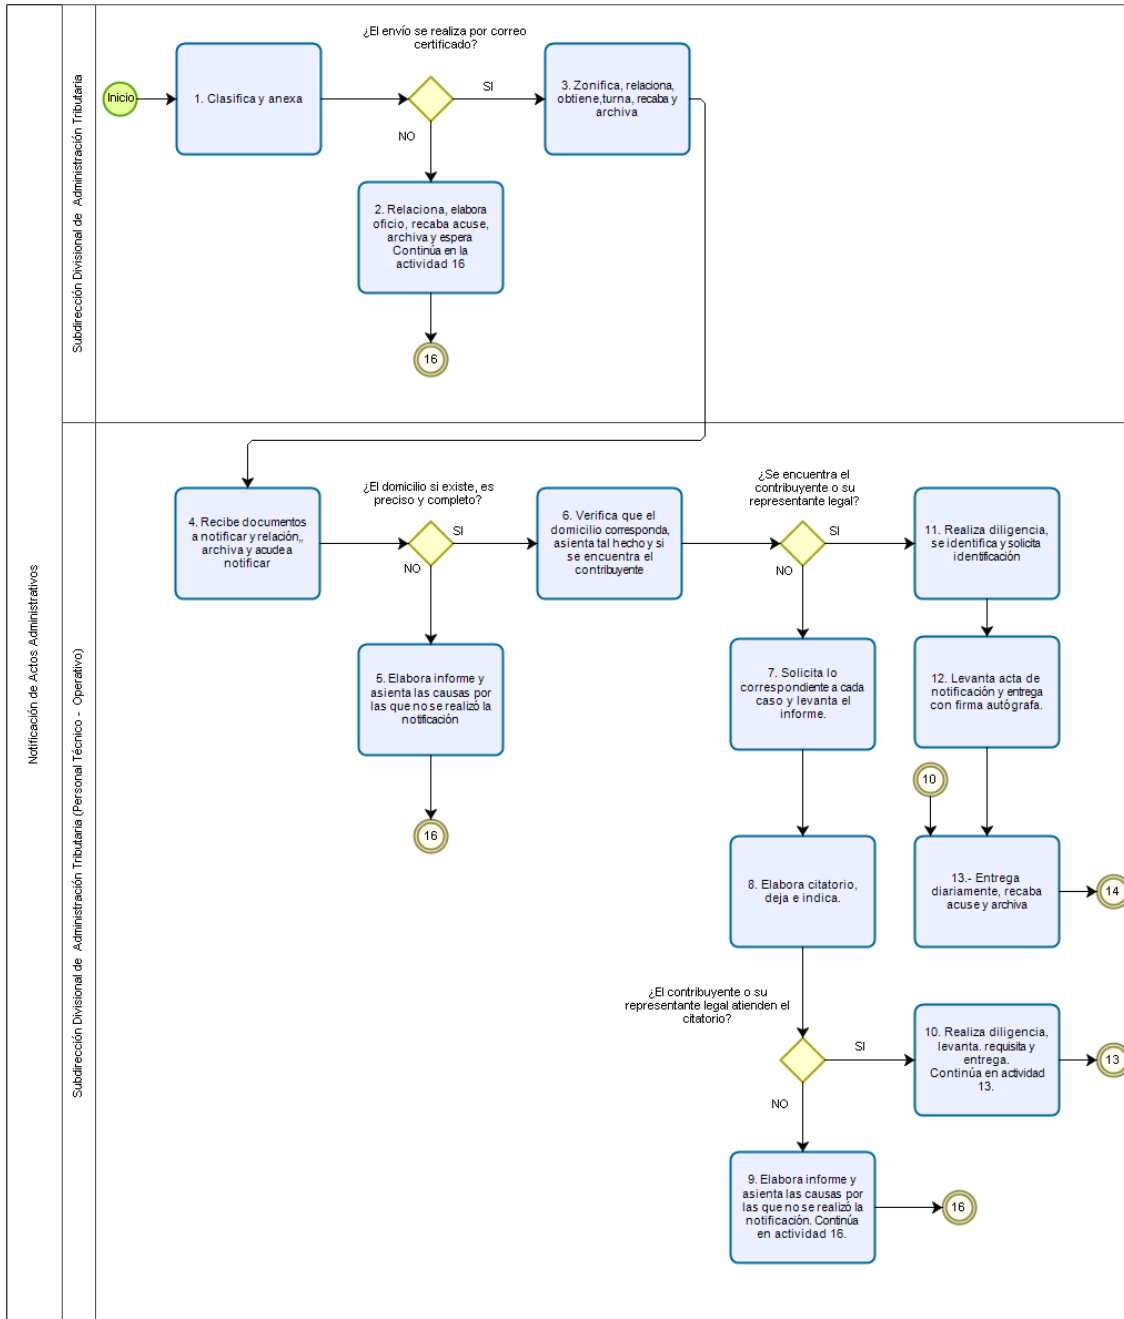 Notificación de Actos Administrativos
Subdirección Divisional de Administración Tributaria
¿El envío se realiza por correo
certificado?
Inicio
1. Clasifica y anexa
SI
NO
3. Zonifica, relaciona,
obtiene,turna, recaba y
archiva
2. Relaciona, elabora
oficio, recaba acuse,
archiva y espera
Continúa en la
actividad 16
16
Subdirección Divisional de Administración Tributaria (Personal Técnico - Operativo)
¿El domicilio si existe, es
preciso y completo?
¿Se encuentra el
contribuyente o su
representante legal?
4. Recibe documentos
a notificar y relación,,
archiva y acude a
notificar
SI
NO
6. Verifica que el
domicilio corresponda,
asienta tal hecho y si
se encuentra el
contribuyente
SI
NO
11. Realiza diligencia,
se identifica y solicita
identificación
5. Elabora informe y
asienta las causas por
las que no se realizó la
notificación
16
7. Solicita lo
correspondiente a cada
caso y levanta el
informe.
12. Levanta acta de
notificación y entrega
con firma autógrafa.
10
8. Elabora citatorio,
deja e indica.
13.- Entrega
diariamente, recaba
acuse y archiva
14
¿El contribuyente o su
representante legal atienden el
citatorio?
SI
NO
10. Realiza diligencia,
levanta. requisita y
entrega.
Continúa en actividad
13.
13
9. Elabora informe y
asienta las causas por
las que no se realizó la
notificación. Continúa
en actividad 16.
16